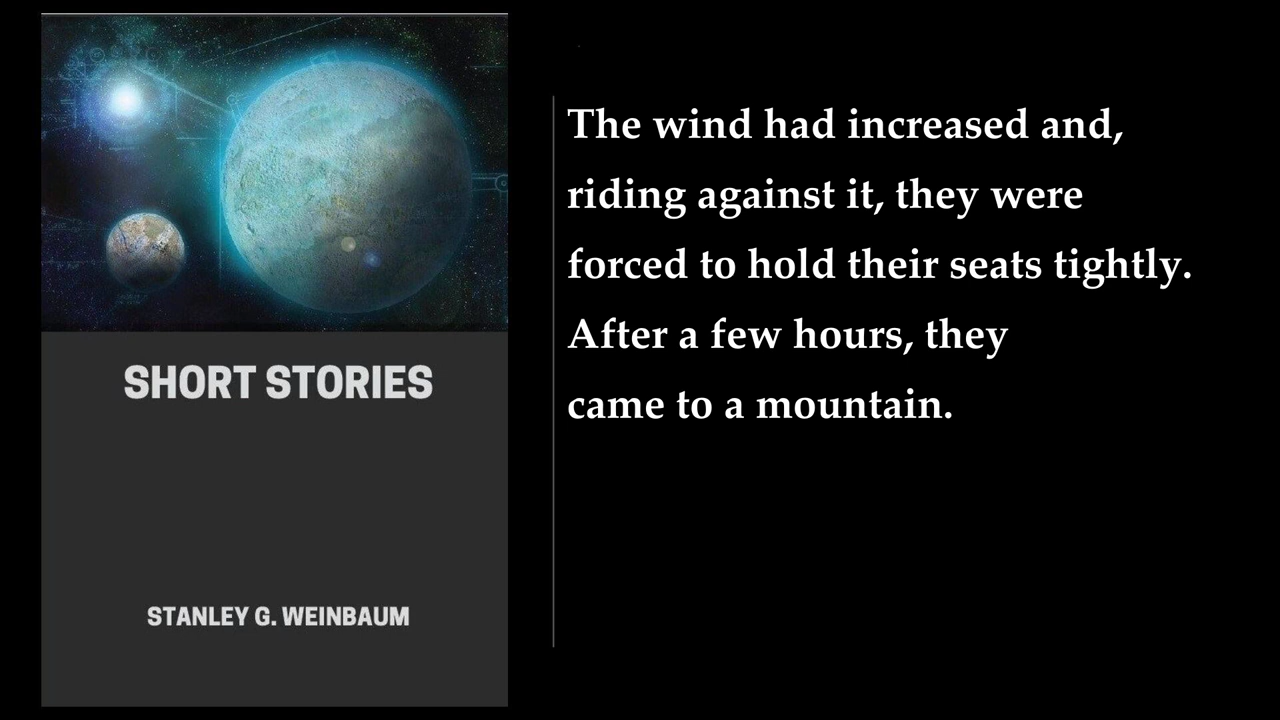 SHORT STORIES
STANLEY G. WEINBAUM
The wind had increased and,
riding against it, they were
forced to hold their seats tightly.
After a few hours, they
came to a mountain.